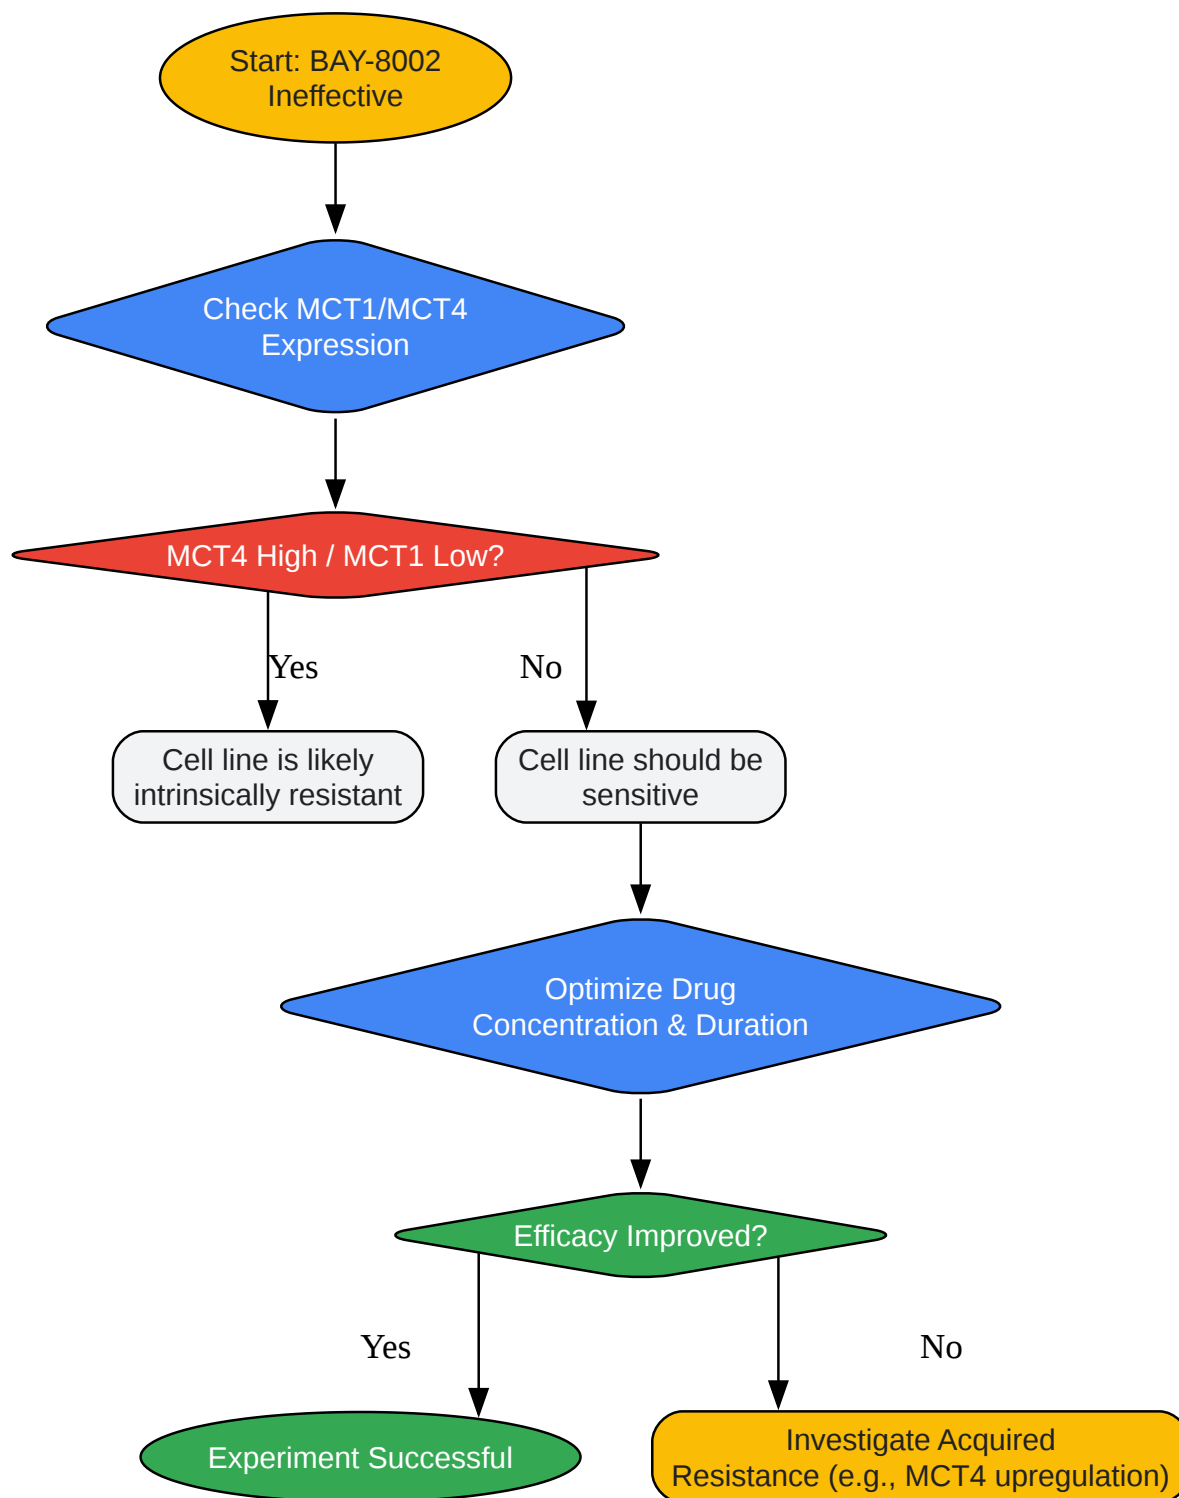 Start: BAY-8002
Ineffective
Check MCT1/MCT4
Expression
MCT4 High / MCT1 Low?
Yes
No
Cell line is likely
intrinsically resistant
Cell line should be
sensitive
Optimize Drug
Concentration & Duration
Efficacy Improved?
Yes
No
Experiment Successful
Investigate Acquired
Resistance (e.g., MCT4 upregulation)